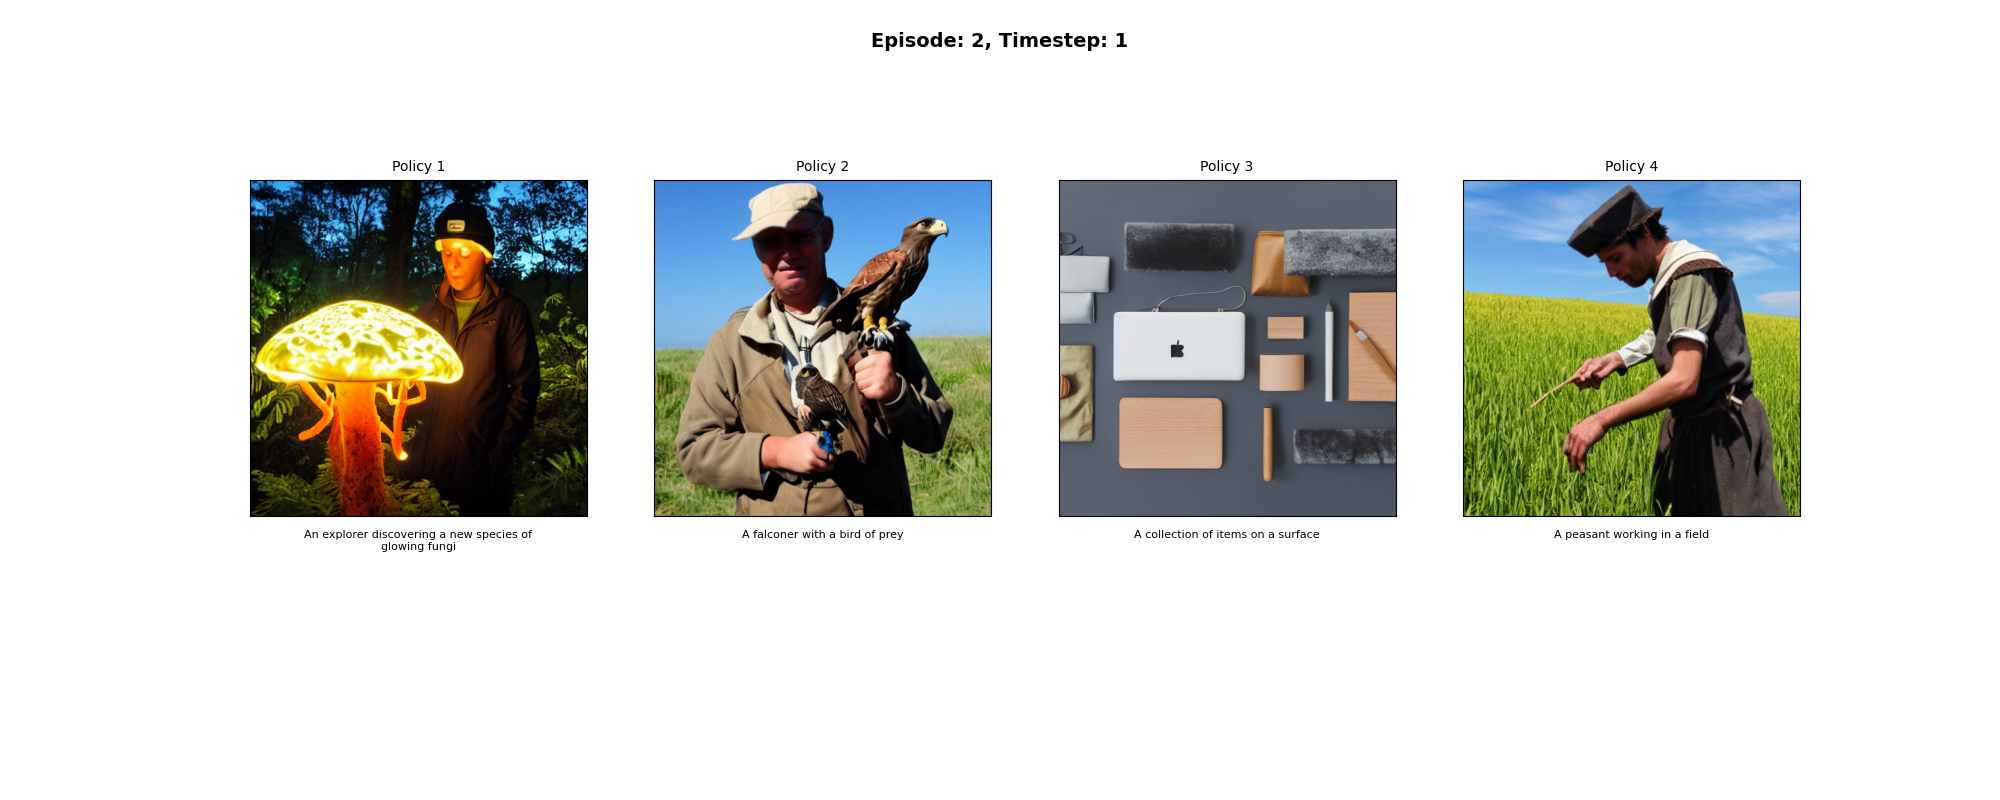 Episode: 2, Timestep: 1
Policy 1
Policy 2
Policy 3
Policy 4
An explorer discovering a new species of
glowing fungi
A falconer with a bird of prey
A collection of items on a surface
A peasant working in a field